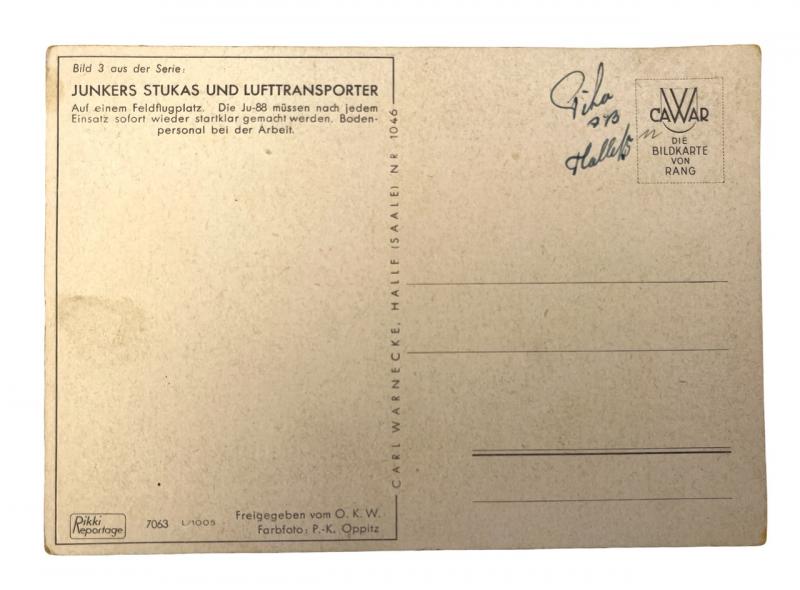 Bild 3 aus der Serie:
JUNKERS STUKAS UND LUFTTRANSPORTER
Auf einem Feldflugplatz. Die Ju-88 müssen nach jedem
Einsatz sofort wieder startklar gemacht werden. Boden-
personal bei der Arbeit.
Rikki
Reportage
7063 L/1005
Freigegeben vom O. K. W.
Farbfoto: P.-K. Oppitz
CARL WARNECKE, HALLE (SAALE) NR 1046
CAWAR
DIE
BILDKARTE
VON
RANG